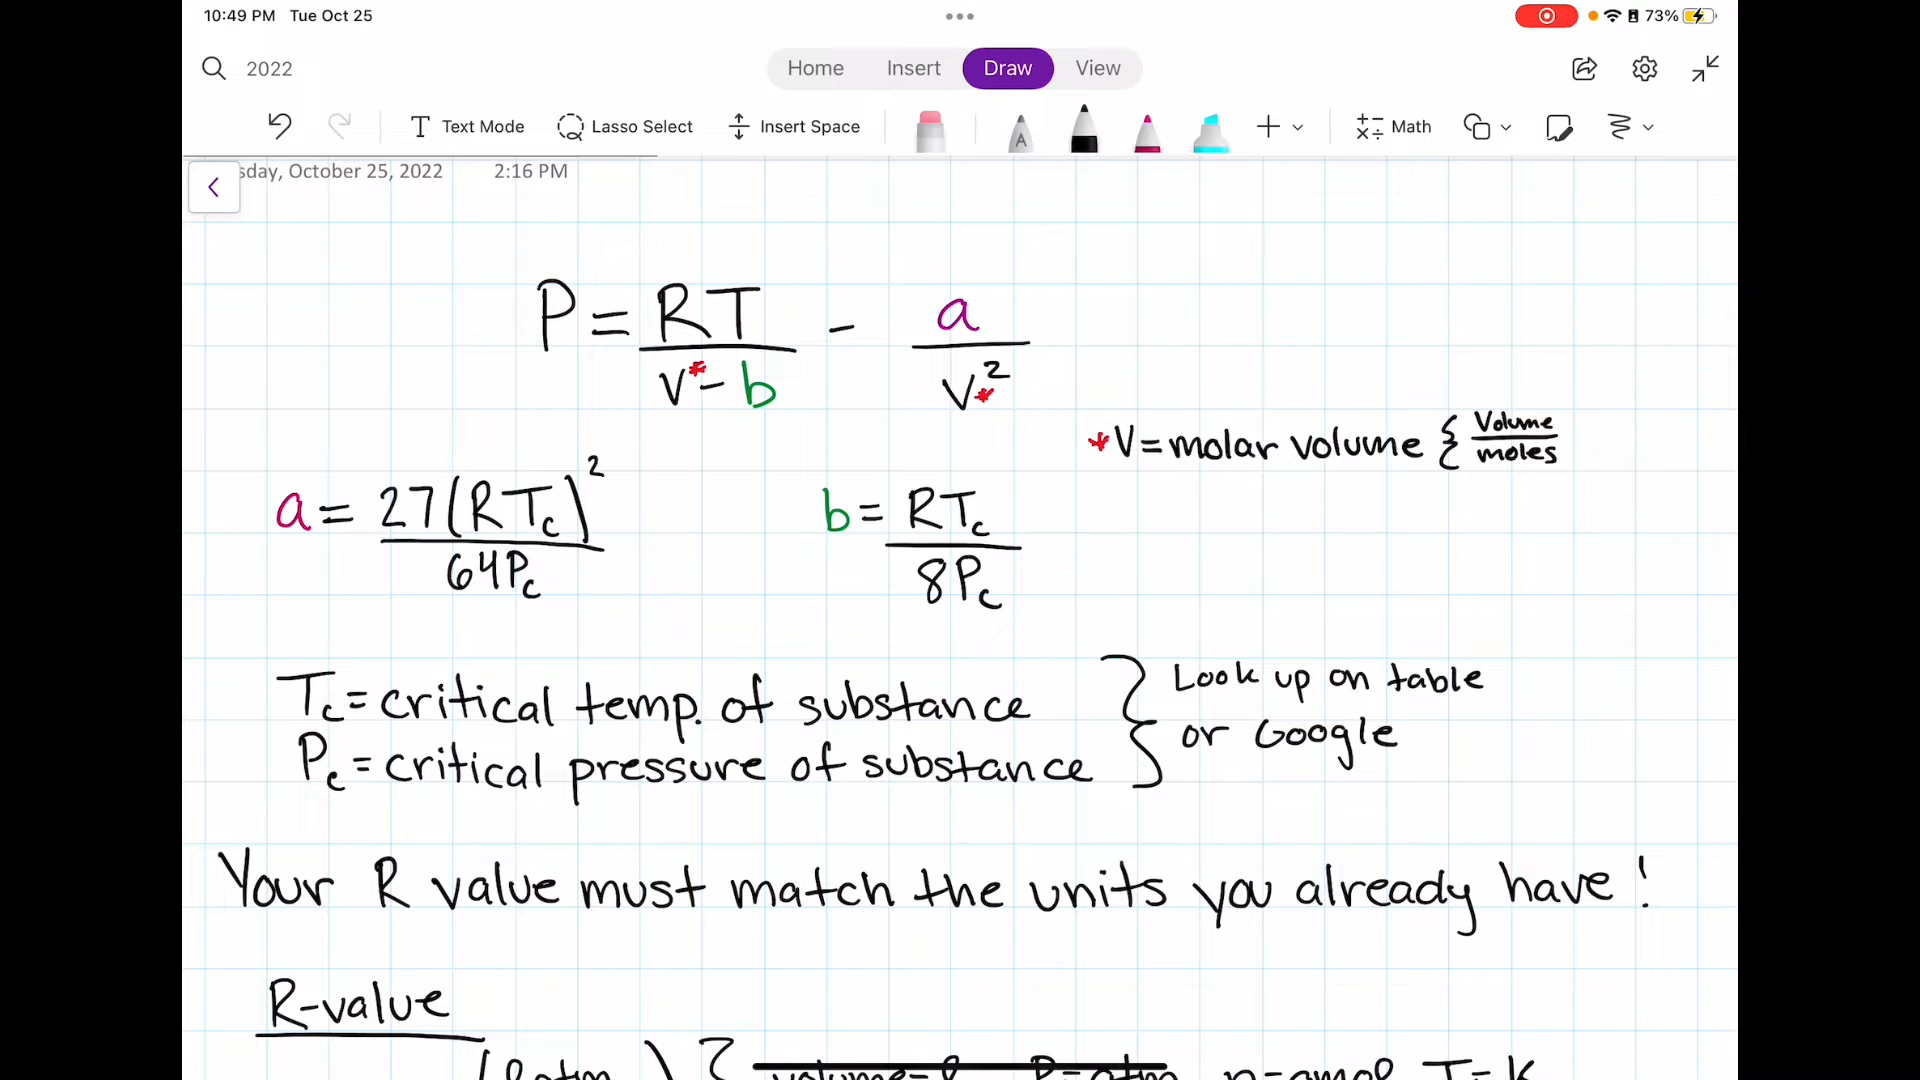 10:49 PM Tue Oct 25 73%
2022 Home Insert Draw View
Text Mode Lasso Select Insert Space A Math
sday, October 25, 2022 2:16 PM
P = RT / (V* - b) - a / V*²
*V = molar volume { Volume / moles
a = 27(RTc)² / 64Pc b = RTc / 8Pc
Tc = critical temp. of substance } Look up on table
Pc = critical pressure of substance or Google
Your R value must match the units you already have!
R-value